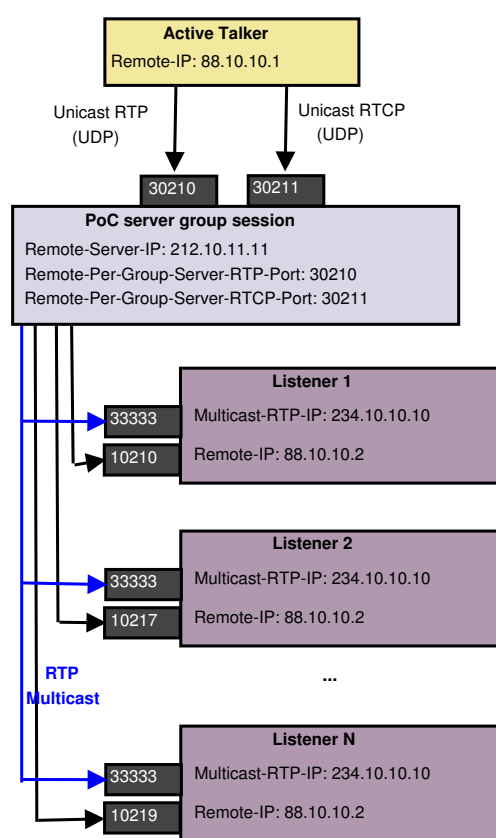 Active Talker
Remote-IP: 88.10.10.1
Unicast RTP
(UDP)
Unicast RTCP
(UDP)
30210
30211
PoC server group session
Remote-Server-IP: 212.10.11.11
Remote-Per-Group-Server-RTP-Port: 30210
Remote-Per-Group-Server-RTCP-Port: 30211
Listener 1
33333
Multicast-RTP-IP: 234.10.10.10
10210
Remote-IP: 88.10.10.2
Listener 2
33333
Multicast-RTP-IP: 234.10.10.10
10217
Remote-IP: 88.10.10.2
RTP
Multicast
...
Listener N
33333
Multicast-RTP-IP: 234.10.10.10
10219
Remote-IP: 88.10.10.2